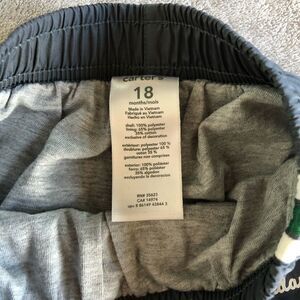 carter's
18
months/mois
Made in Vietnam
Fabriqué au Vietnam
Hecho en Vietnam
shell: 100% polyester
lining: 65% polyester
35% cotton
exclusive of decoration
extérieur: polyester 100 %
doublure: polyester 65 %
coton 35 %
garnitures non comprises
exterior: 100% poliéster
forro: 65% poliéster
35% algodón
excluyendo la decoración
RN# 35623
CA# 14974